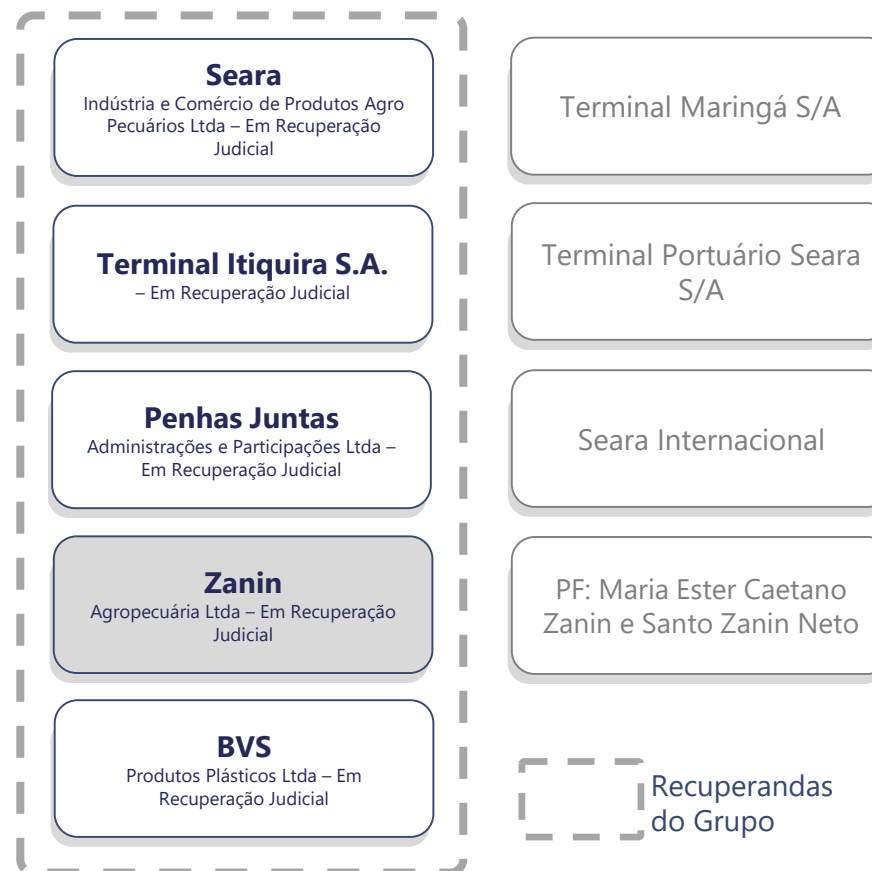 Seara
Indústria e Comércio de Produtos Agro
Pecuários Ltda – Em Recuperação
Judicial
Terminal Itiquira S.A.
– Em Recuperação Judicial
Penhas Juntas
Administrações e Participações Ltda –
Em Recuperação Judicial
Zanin
Agropecuária Ltda – Em Recuperação
Judicial
BVS
Produtos Plásticos Ltda – Em
Recuperação Judicial
Terminal Maringá S/A
Terminal Portuário Seara
S/A
Seara Internacional
PF: Maria Ester Caetano
Zanin e Santo Zanin Neto
Recuperandas
do Grupo